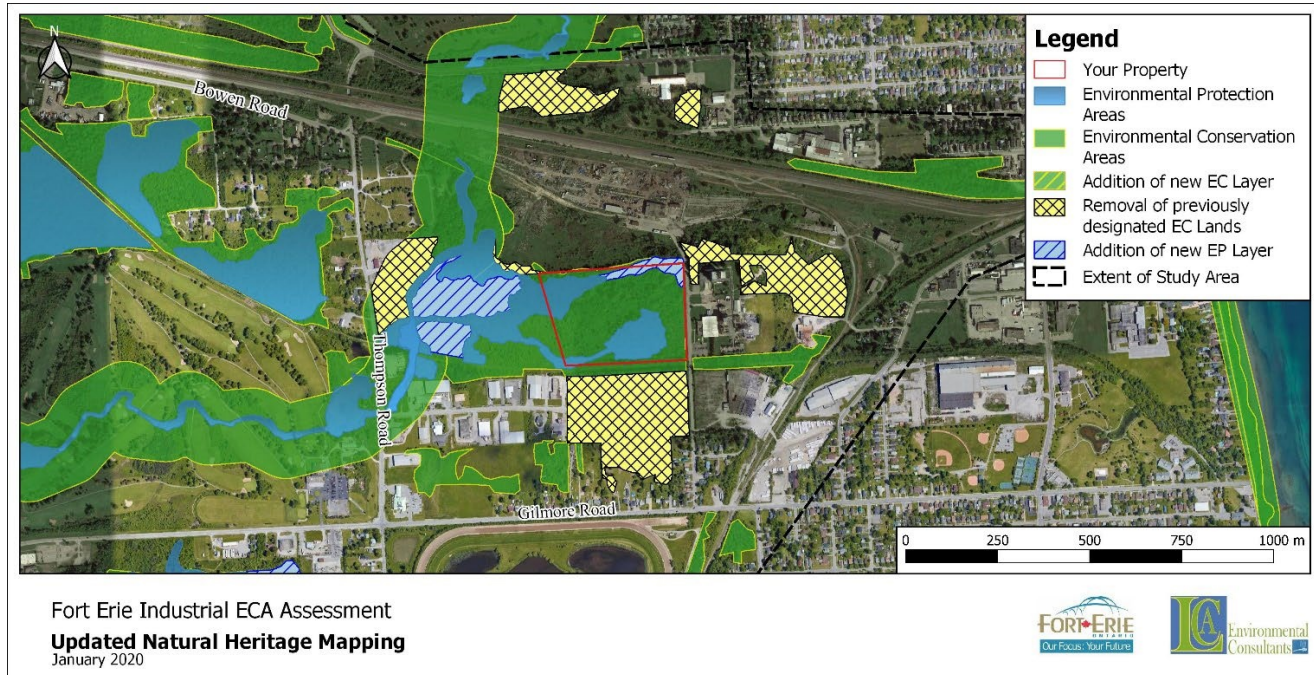 N
Bowen Road
Thompson Road
Gilmore Road
Legend
Your Property
Environmental Protection
Areas
Environmental Conservation
Areas
Addition of new EC Layer
Removal of previously
designated EC Lands
Addition of new EP Layer
Extent of Study Area
0 250 500 750 1000 m
Fort Erie Industrial ECA Assessment
Updated Natural Heritage Mapping
January 2020
FORT ERIE
ONTARIO
Our Focus: Your Future
LCA
Environmental
Consultants